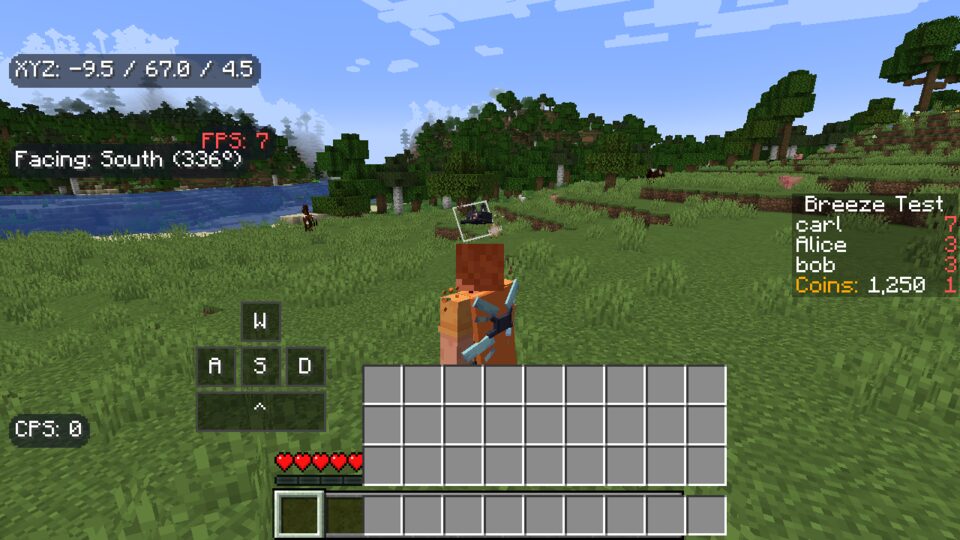 XYZ: -9.5 / 67.0 / 4.5
FPS: 7
Facing: South (336º)
Breeze Test
carl 7
Alice 3
bob 3
Coins: 1,250 1
W
A S D
^
CPS: 0